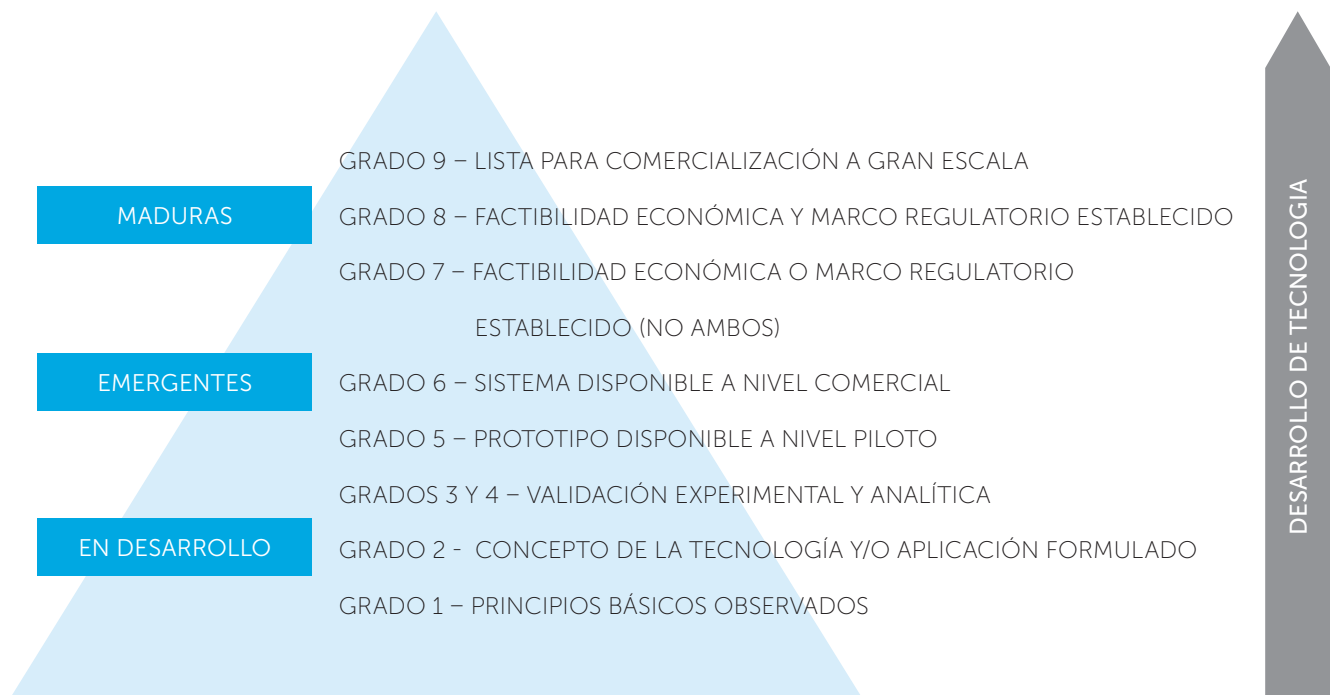 GRADO 9 – LISTA PARA COMERCIALIZACIÓN A GRAN ESCALA
MADURAS
GRADO 8 – FACTIBILIDAD ECONÓMICA Y MARCO REGULATORIO ESTABLECIDO
GRADO 7 – FACTIBILIDAD ECONÓMICA O MARCO REGULATORIO
ESTABLECIDO (NO AMBOS)
EMERGENTES
GRADO 6 – SISTEMA DISPONIBLE A NIVEL COMERCIAL
GRADO 5 – PROTOTIPO DISPONIBLE A NIVEL PILOTO
GRADOS 3 Y 4 – VALIDACIÓN EXPERIMENTAL Y ANALÍTICA
EN DESARROLLO
GRADO 2 - CONCEPTO DE LA TECNOLOGÍA Y/O APLICACIÓN FORMULADO
GRADO 1 – PRINCIPIOS BÁSICOS OBSERVADOS
DESARROLLO DE TECNOLOGIA